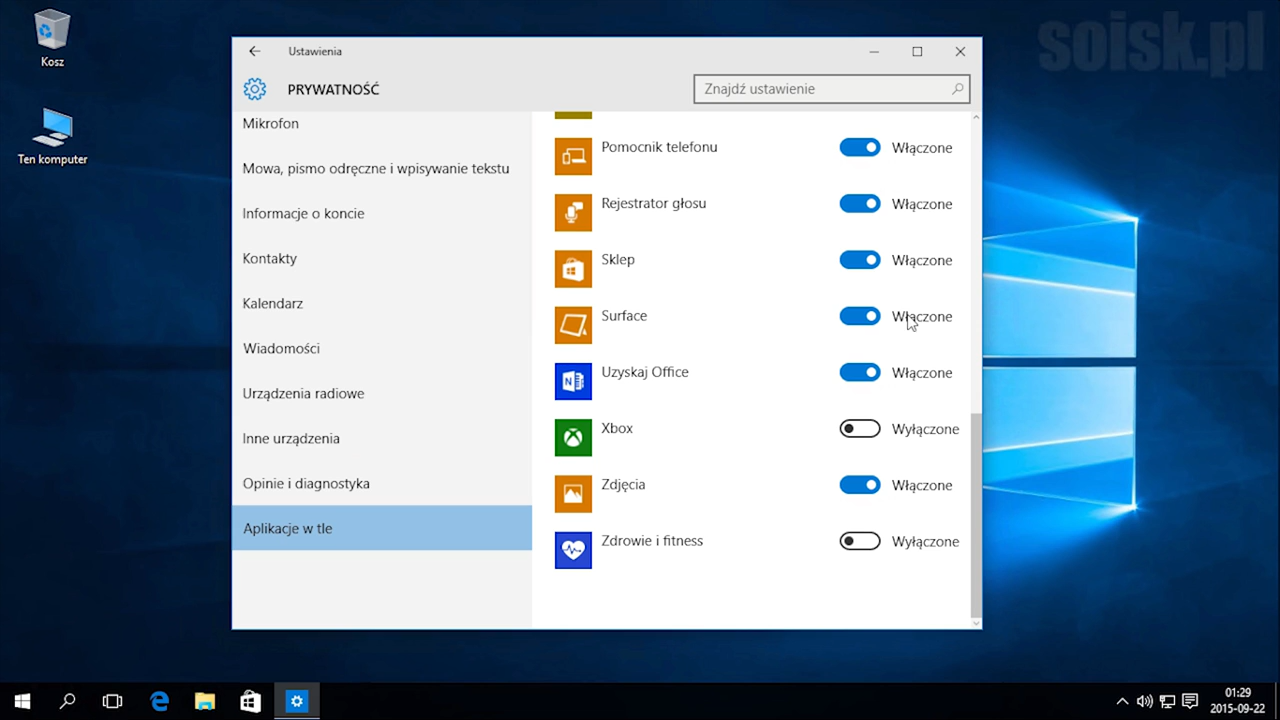 soisk.pl
Kosz
Ten komputer
Ustawienia
PRYWATNOŚĆ
Znajdź ustawienie
Mikrofon
Mowa, pismo odręczne i wpisywanie tekstu
Informacje o koncie
Kontakty
Kalendarz
Wiadomości
Urządzenia radiowe
Inne urządzenia
Opinie i diagnostyka
Aplikacje w tle
Pomocnik telefonu Włączone
Rejestrator głosu Włączone
Sklep Włączone
Surface Włączone
Uzyskaj Office Włączone
Xbox Wyłączone
Zdjęcia Włączone
Zdrowie i fitness Wyłączone
01:29
2015-09-22